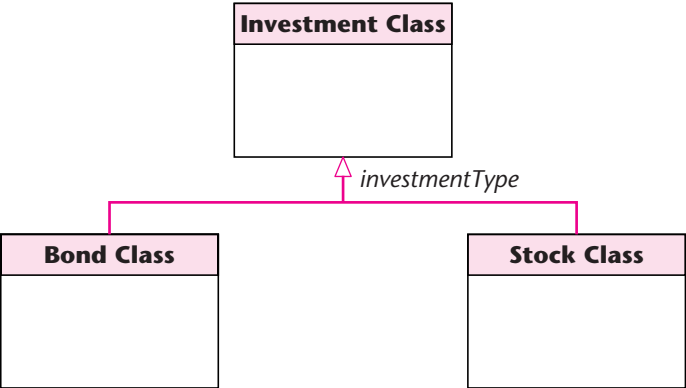 Investment Class
investmentType
Bond Class
Stock Class